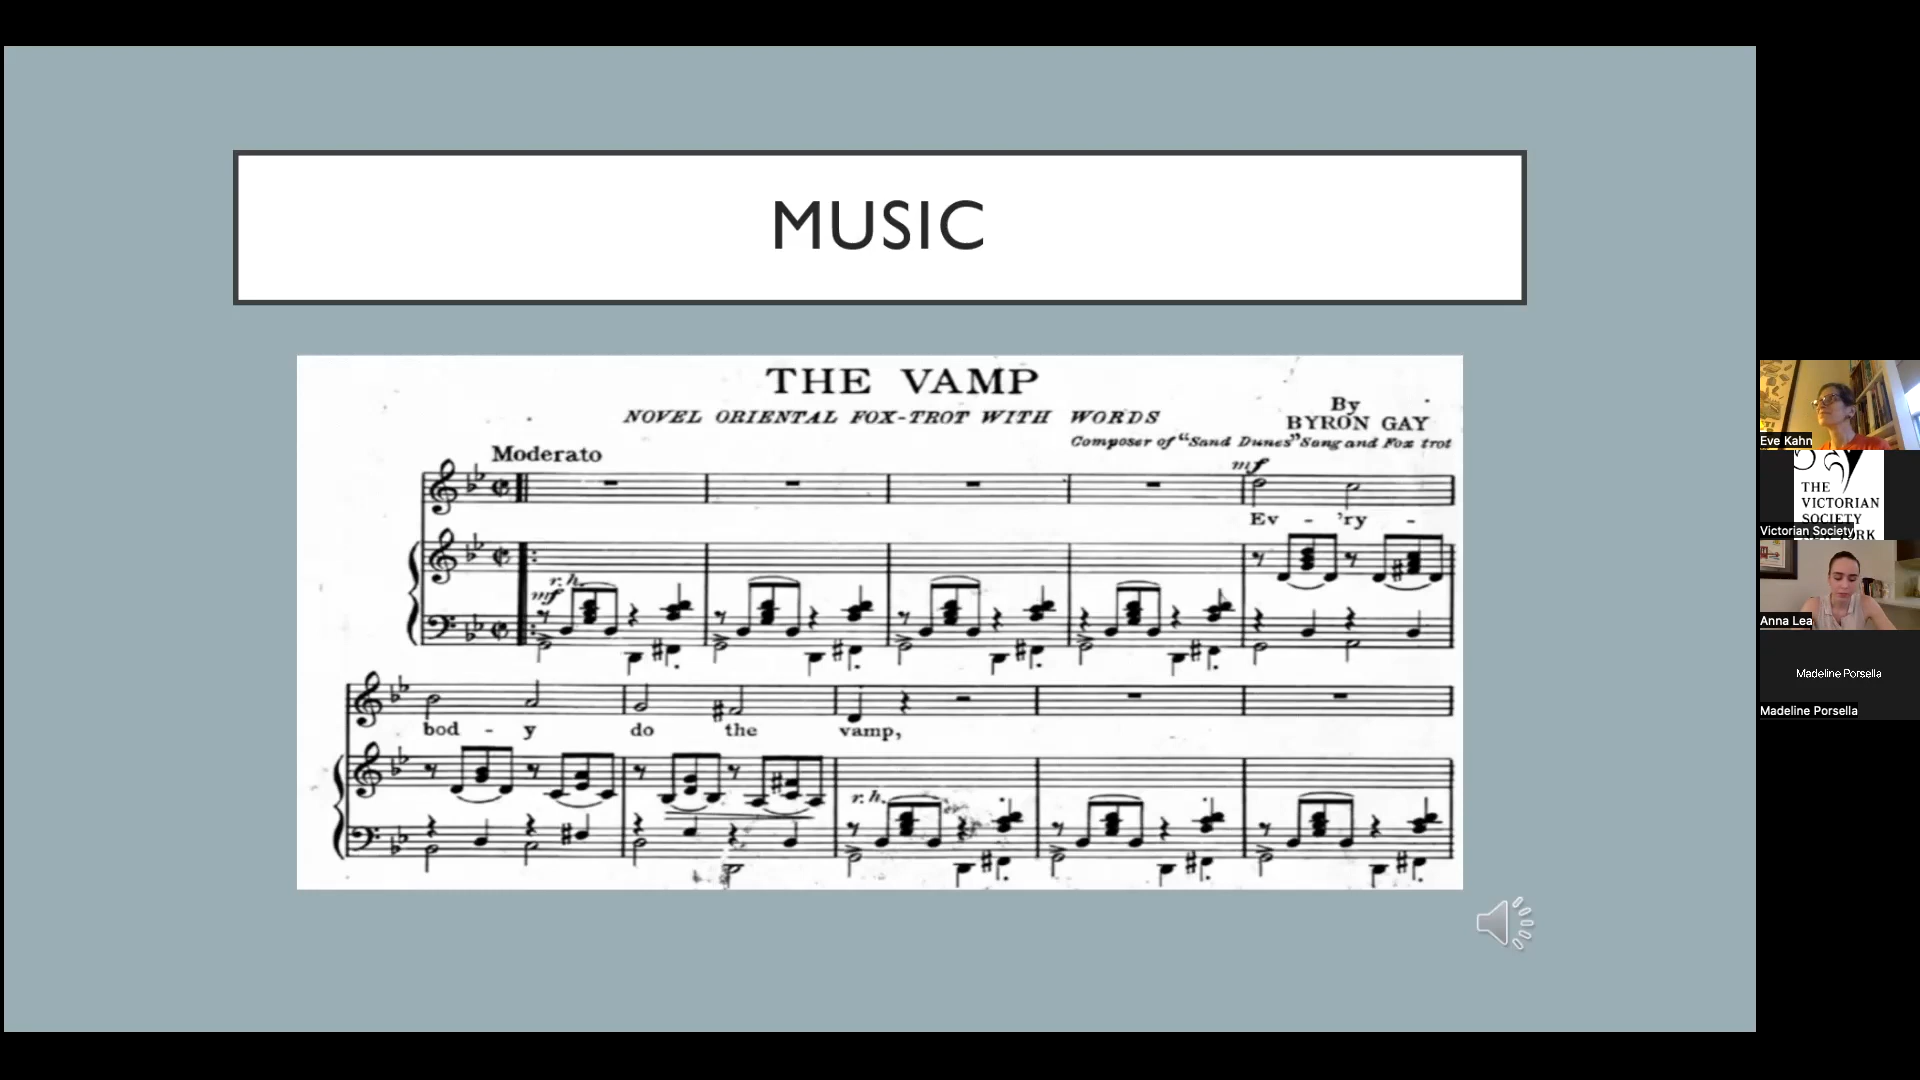 MUSIC
THE VAMP
NOVEL ORIENTAL FOX-TROT WITH WORDS
By
BYRON GAY
Composer of "Sand Dunes" Song and Fox trot
Moderato
mf
Ev - 'ry -
r.h.
mf
bod - y do the vamp,
r.h.
Eve Kahn
THE
VICTORIAN
SOCIETY
Victorian Society
Anna Lea
Madeline Porsella
Madeline Porsella